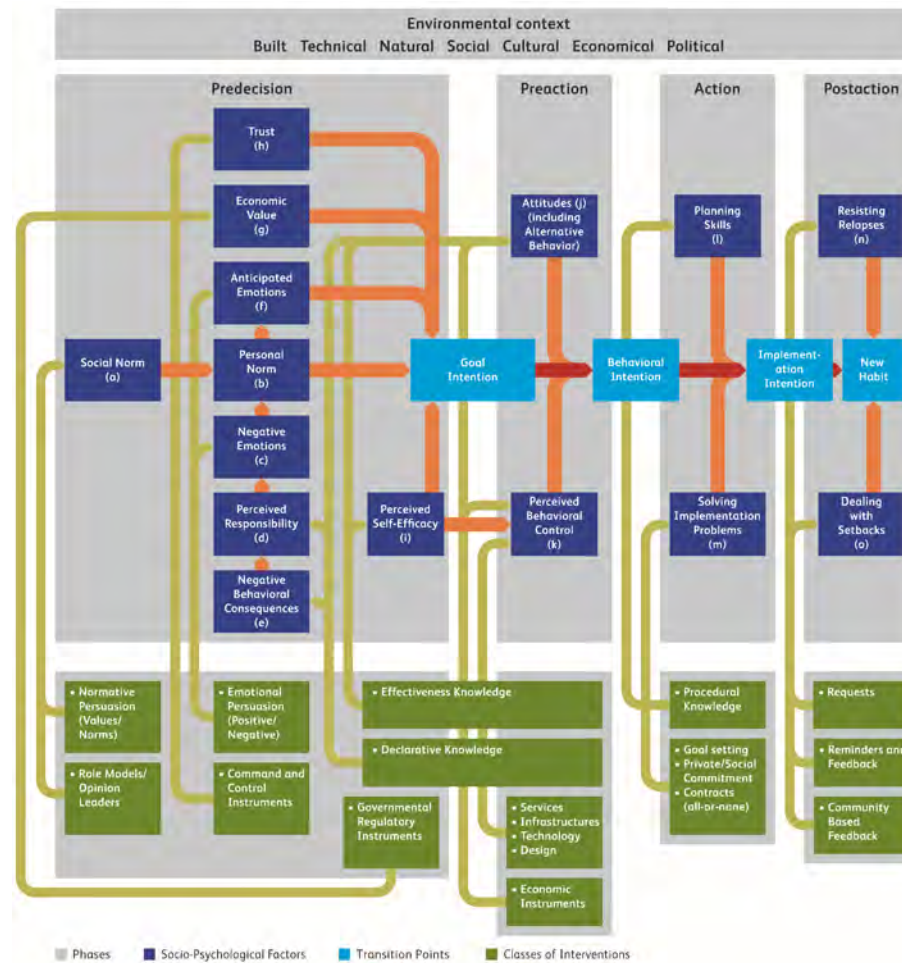 Environmental context
Built Technical Natural Social Cultural Economical Political
Predecision
Preaction
Action
Postaction
Trust
(h)
Economic
Value
(g)
Anticipated
Emotions
(f)
Social Norm
(a)
Personal
Norm
(b)
Negative
Emotions
(c)
Perceived
Responsibility
(d)
Negative
Behavioral
Consequences
(e)
Perceived
Self-Efficacy
(i)
Goal
Intention
Attitudes (j)
(including
Alternative
Behavior)
Perceived
Behavioral
Control
(k)
Behavioral
Intention
Planning
Skills
(l)
Solving
Implementation
Problems
(m)
Implement-
ation
Intention
Resisting
Relapses
(n)
New
Habit
Dealing
with
Setbacks
(o)
• Normative
Persuasion
(Values/
Norms)
• Role Models/
Opinion
Leaders
• Emotional
Persuasion
(Positive/
Negative)
• Command and
Control
Instruments
• Effectiveness Knowledge
• Declarative Knowledge
• Governmental
Regulatory
Instruments
• Services
• Infrastructures
• Technology
• Design
• Economic
Instruments
• Procedural
Knowledge
• Goal setting
• Private/Social
Commitment
• Contracts
(all-or-none)
• Requests
• Reminders and
Feedback
• Community
Based
Feedback
Phases
Socio-Psychological Factors
Transition Points
Classes of Interventions